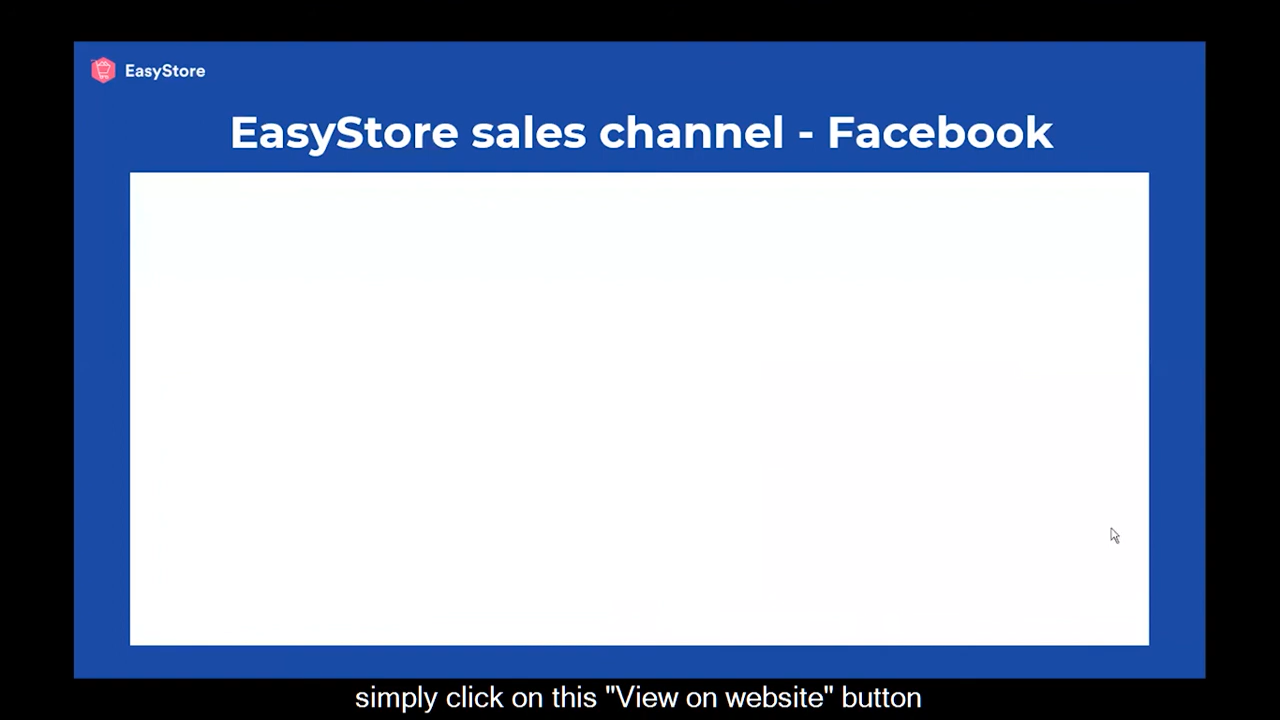 EasyStore
EasyStore sales channel - Facebook
simply click on this "View on website" button